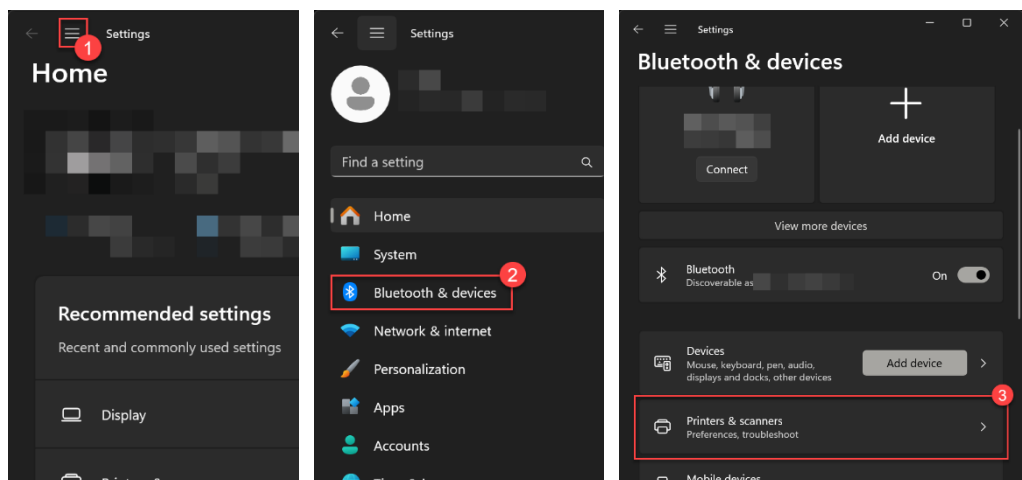 Settings
1
Home
Recommended settings
Recent and commonly used settings
Display
Settings
Find a setting
Home
System
2
Bluetooth & devices
Network & internet
Personalization
Apps
Accounts
Settings
Bluetooth & devices
Connect
Add device
View more devices
Bluetooth
Discoverable as
On
Devices
Mouse, keyboard, pen, audio,
displays and docks, other devices
Add device
3
Printers & scanners
Preferences, troubleshoot
Mobile devices